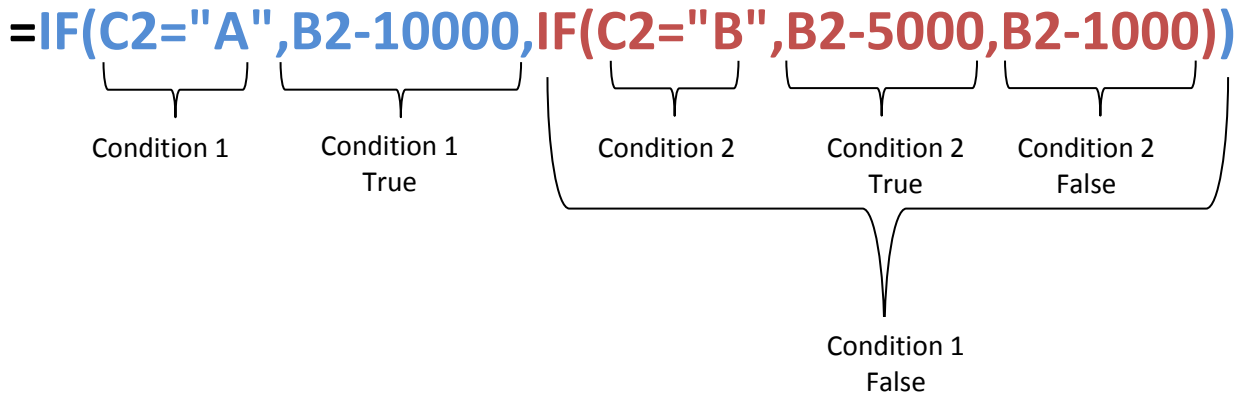 =IF(C2="A",B2-10000,IF(C2="B",B2-5000,B2-1000))
Condition 1
Condition 1
True
Condition 2
Condition 2
True
Condition 2
False
Condition 1
False